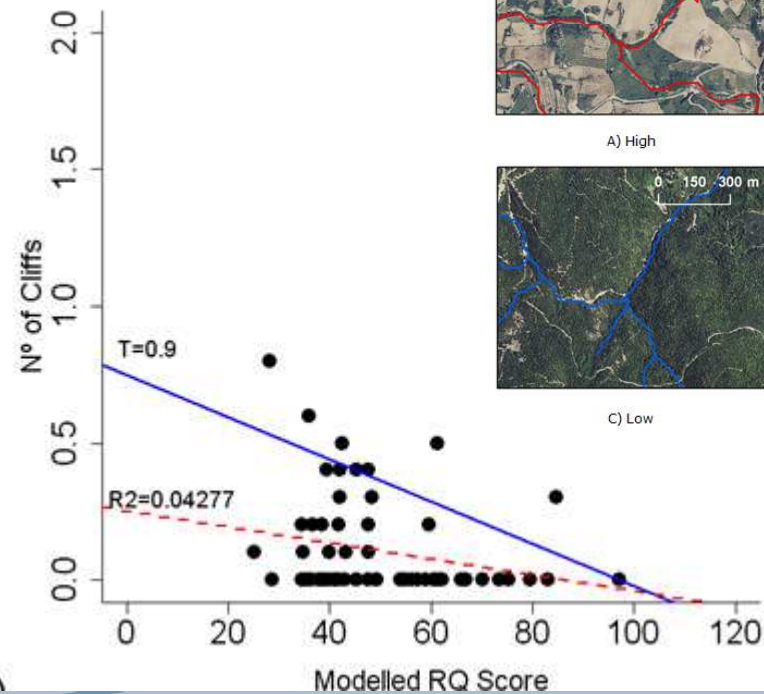 2.0
1.5
1.0
0.5
0.0
Nº of Cliffs
T=0.9
R2=0.04277
0 20 40 60 80 100 120
Modelled RQ Score
A) High
0 150 300 m
C) Low
)